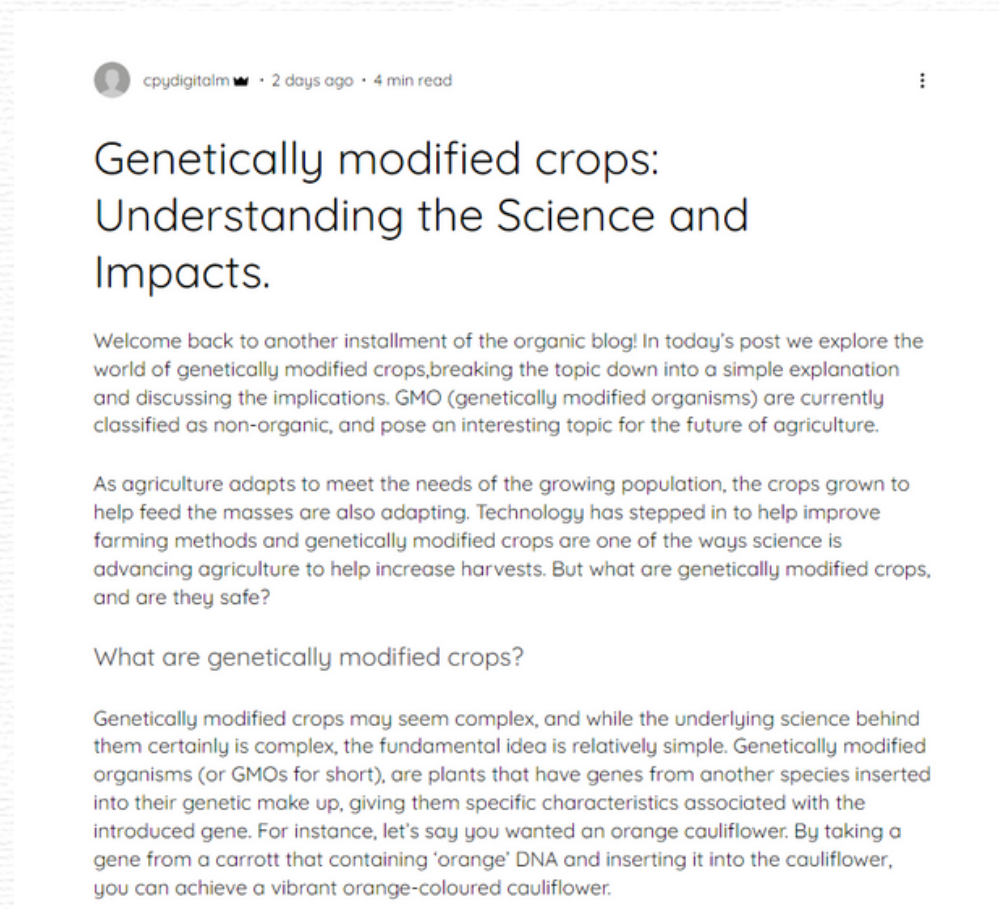 cpydigitalm · 2 days ago · 4 min read
Genetically modified crops:
Understanding the Science and
Impacts.
Welcome back to another installment of the organic blog! In today's post we explore the
world of genetically modified crops,breaking the topic down into a simple explanation
and discussing the implications. GMO (genetically modified organisms) are currently
classified as non-organic, and pose an interesting topic for the future of agriculture.
As agriculture adapts to meet the needs of the growing population, the crops grown to
help feed the masses are also adapting. Technology has stepped in to help improve
farming methods and genetically modified crops are one of the ways science is
advancing agriculture to help increase harvests. But what are genetically modified crops,
and are they safe?
What are genetically modified crops?
Genetically modified crops may seem complex, and while the underlying science behind
them certainly is complex, the fundamental idea is relatively simple. Genetically modified
organisms (or GMOs for short), are plants that have genes from another species inserted
into their genetic make up, giving them specific characteristics associated with the
introduced gene. For instance, let's say you wanted an orange cauliflower. By taking a
gene from a carrott that containing 'orange' DNA and inserting it into the cauliflower,
you can achieve a vibrant orange-coloured cauliflower.